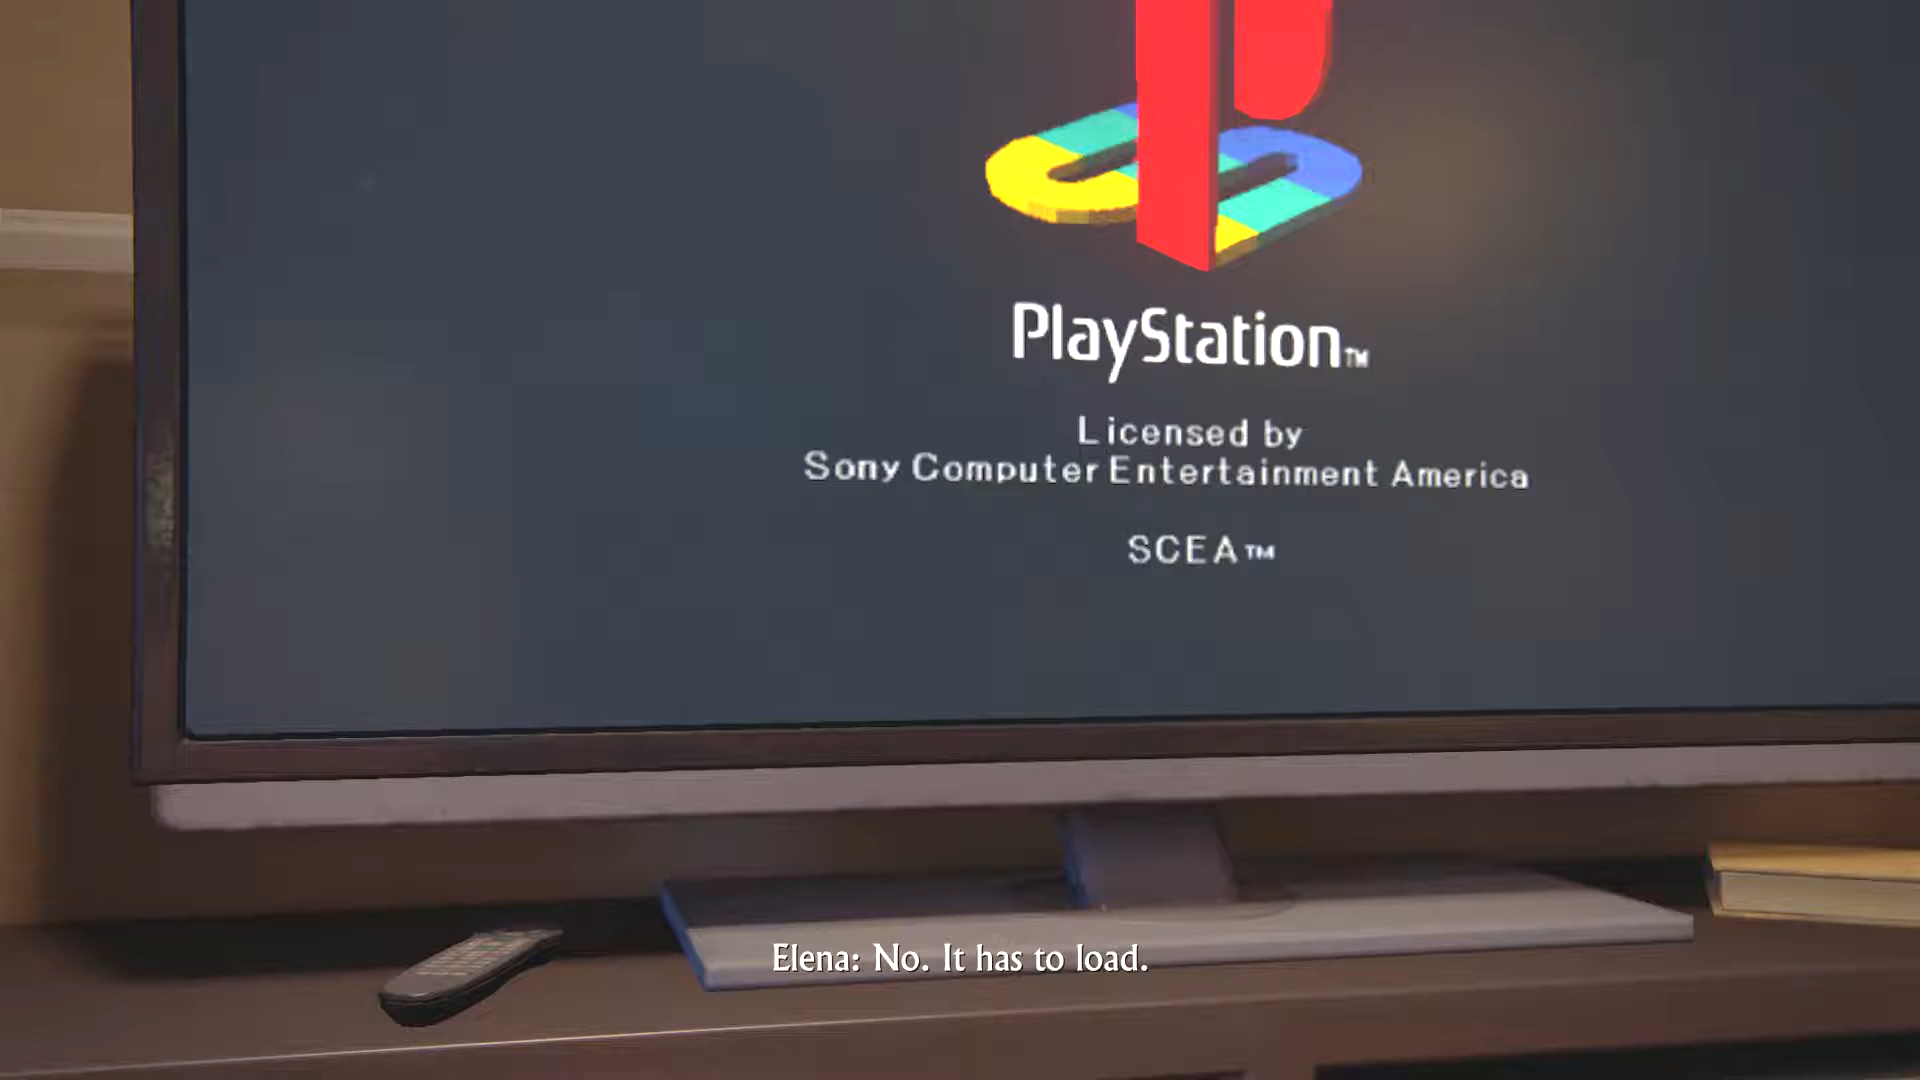 PlayStation™
Licensed by
Sony Computer Entertainment America
SCEA™
Elena: No. It has to load.